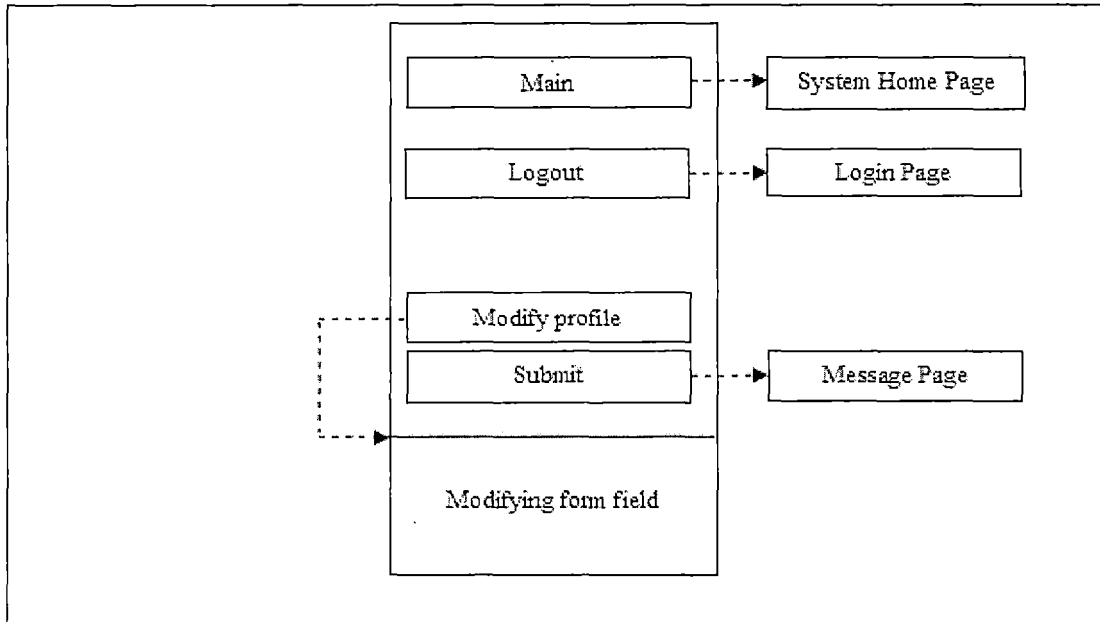 Main
System Home Page
Logout
Login Page
Modify profile
Submit
Message Page
Modifying form field